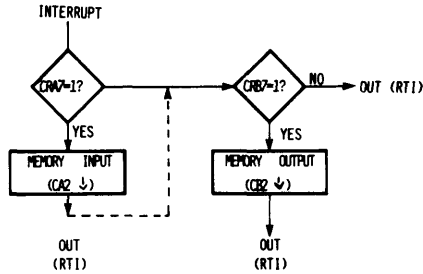 INTERRUPT
CRA7=1?
CRB7=1?
NO
OUT (RTI)
YES
YES
MEMORY INPUT
(CA2 ↓)
MEMORY OUTPUT
(CB2 ↓)
OUT
(RTI)
OUT
(RTI)